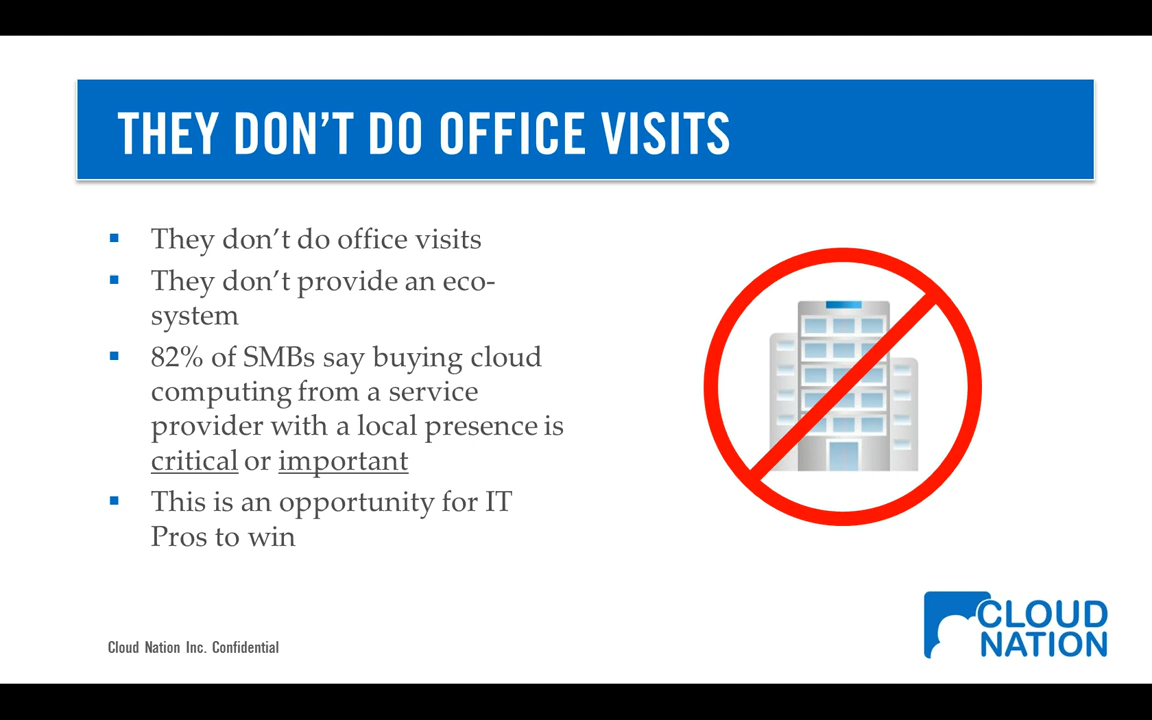 THEY DON’T DO OFFICE VISITS
▪ They don’t do office visits
▪ They don’t provide an eco-
system
▪ 82% of SMBs say buying cloud
computing from a service
provider with a local presence is
critical or important
▪ This is an opportunity for IT
Pros to win
Cloud Nation Inc. Confidential
CLOUD
NATION